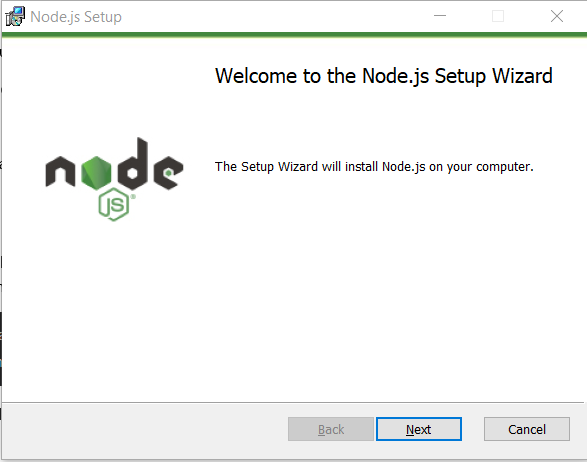 Node.js Setup
Welcome to the Node.js Setup Wizard
The Setup Wizard will install Node.js on your computer.
node
JS
Back
Next
Cancel